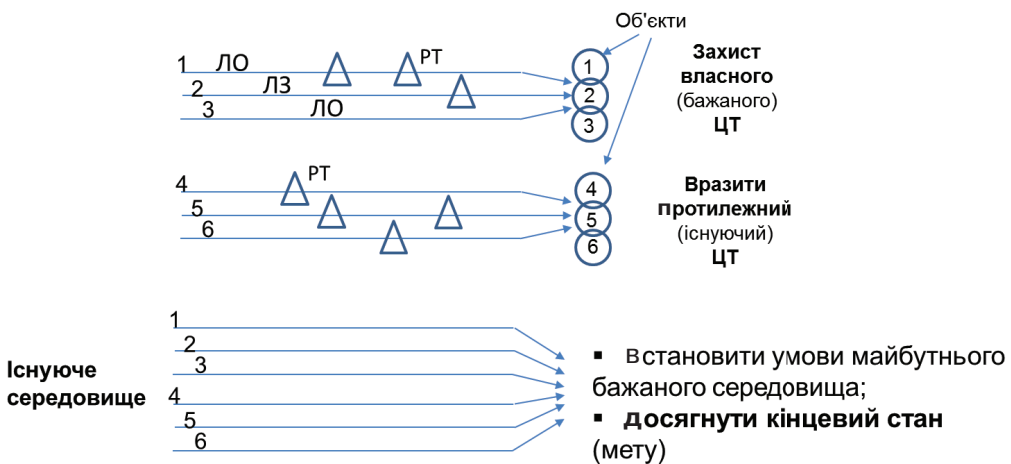 Об'єкти
1 ЛО РТ
2 ЛЗ
3 ЛО
1
2
3
Захист
власного
(бажаного)
ЦТ
4 РТ
5
6
4
5
6
Вразити
протилежний
(існуючий)
ЦТ
Існуюче
середовище
1
2
3
4
5
6
▪ встановити умови майбутнього
бажаного середовища;
▪ досягнути кінцевий стан
(мету)